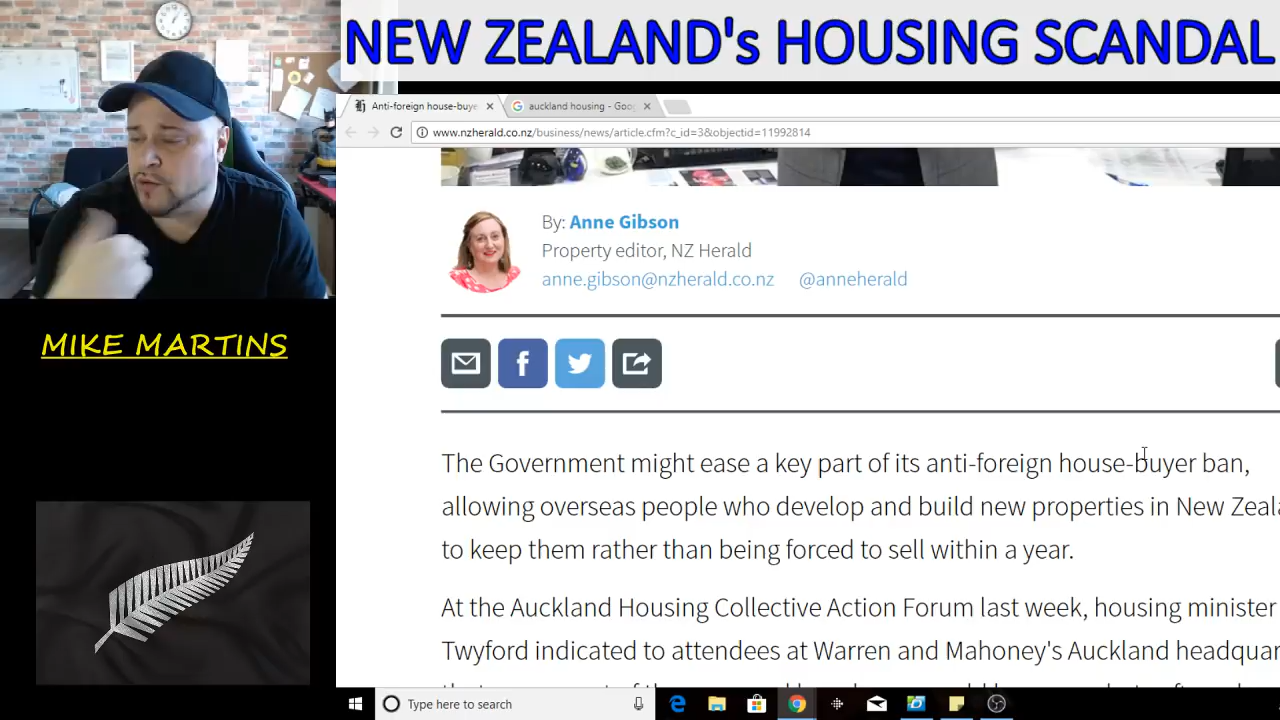 NEW ZEALAND's HOUSING SCANDAL
Anti-foreign house-buye
auckland housing - Goo
www.nzherald.co.nz/business/news/article.cfm?c_id=3&objectid=11992814
By: Anne Gibson
Property editor, NZ Herald
anne.gibson@nzherald.co.nz @anneherald
MIKE MARTINS
f
The Government might ease a key part of its anti-foreign house-buyer ban,
allowing overseas people who develop and build new properties in New Zeala
to keep them rather than being forced to sell within a year.
At the Auckland Housing Collective Action Forum last week, housing minister
Twyford indicated to attendees at Warren and Mahoney's Auckland headquar
Type here to search